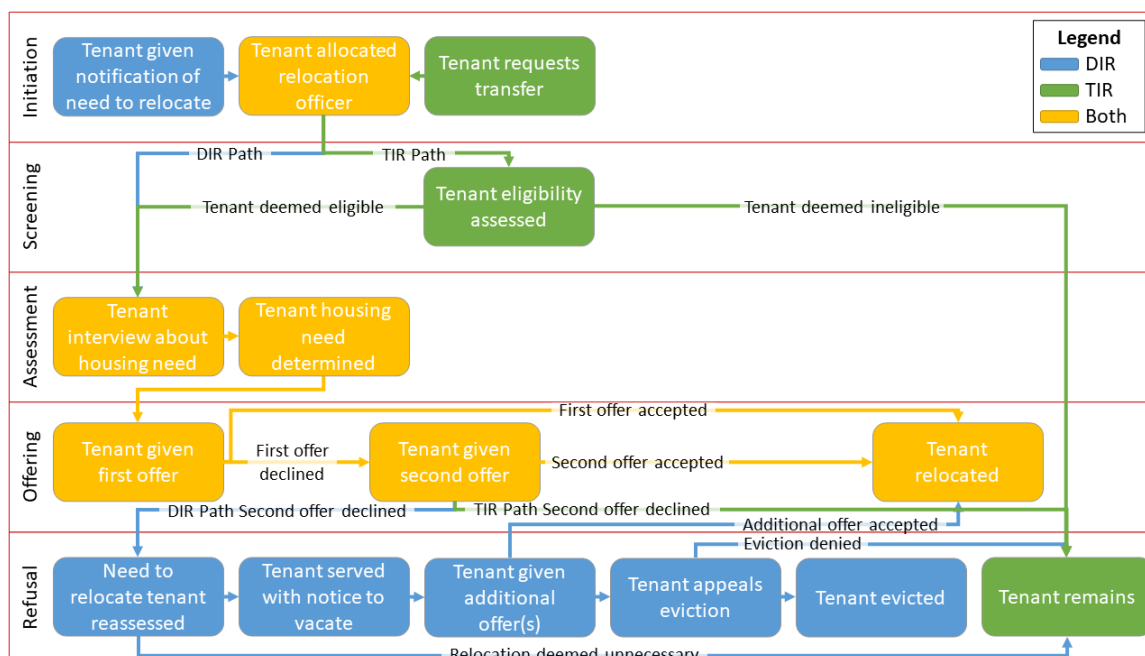 Initiation
Tenant given
notification of
need to relocate
Tenant allocated
relocation
officer
Tenant requests
transfer
Legend
DIR
TIR
Both
Screening
DIR Path
TIR Path
Tenant eligibility
assessed
Tenant deemed eligible
Tenant deemed ineligible
Assessment
Tenant
interview about
housing need
Tenant housing
need
determined
Offering
First offer accepted
Tenant given
first offer
First offer
declined
Tenant given
second offer
Second offer accepted
Tenant
relocated
DIR Path Second offer declined
TIR Path Second offer declined
Additional offer accepted
Eviction denied
Refusal
Need to
relocate tenant
reassessed
Tenant served
with notice to
vacate
Tenant given
additional
offer(s)
Tenant appeals
eviction
Tenant evicted
Tenant remains
Relocation deemed unnecessary